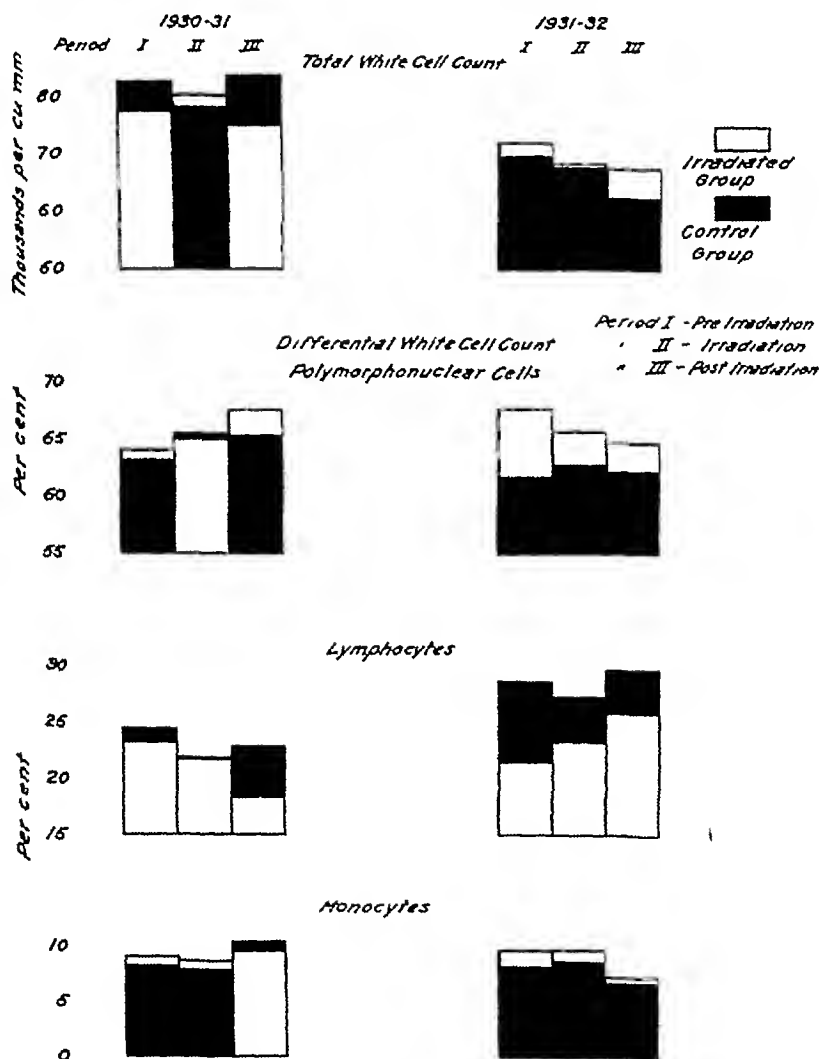 1930-31
1931-32
Period I II III
I II III
Total White Cell Count
Thousands per cu mm
80
70
60
60
Irradiated
Group
Control
Group
Period I - Pre Irradiation
" II - Irradiation
" III - Post Irradiation
Differential White Cell Count
Polymorphonuclear Cells
Per cent
70
65
60
55
Lymphocytes
Per cent
30
25
20
15
Monocytes
10
5
0